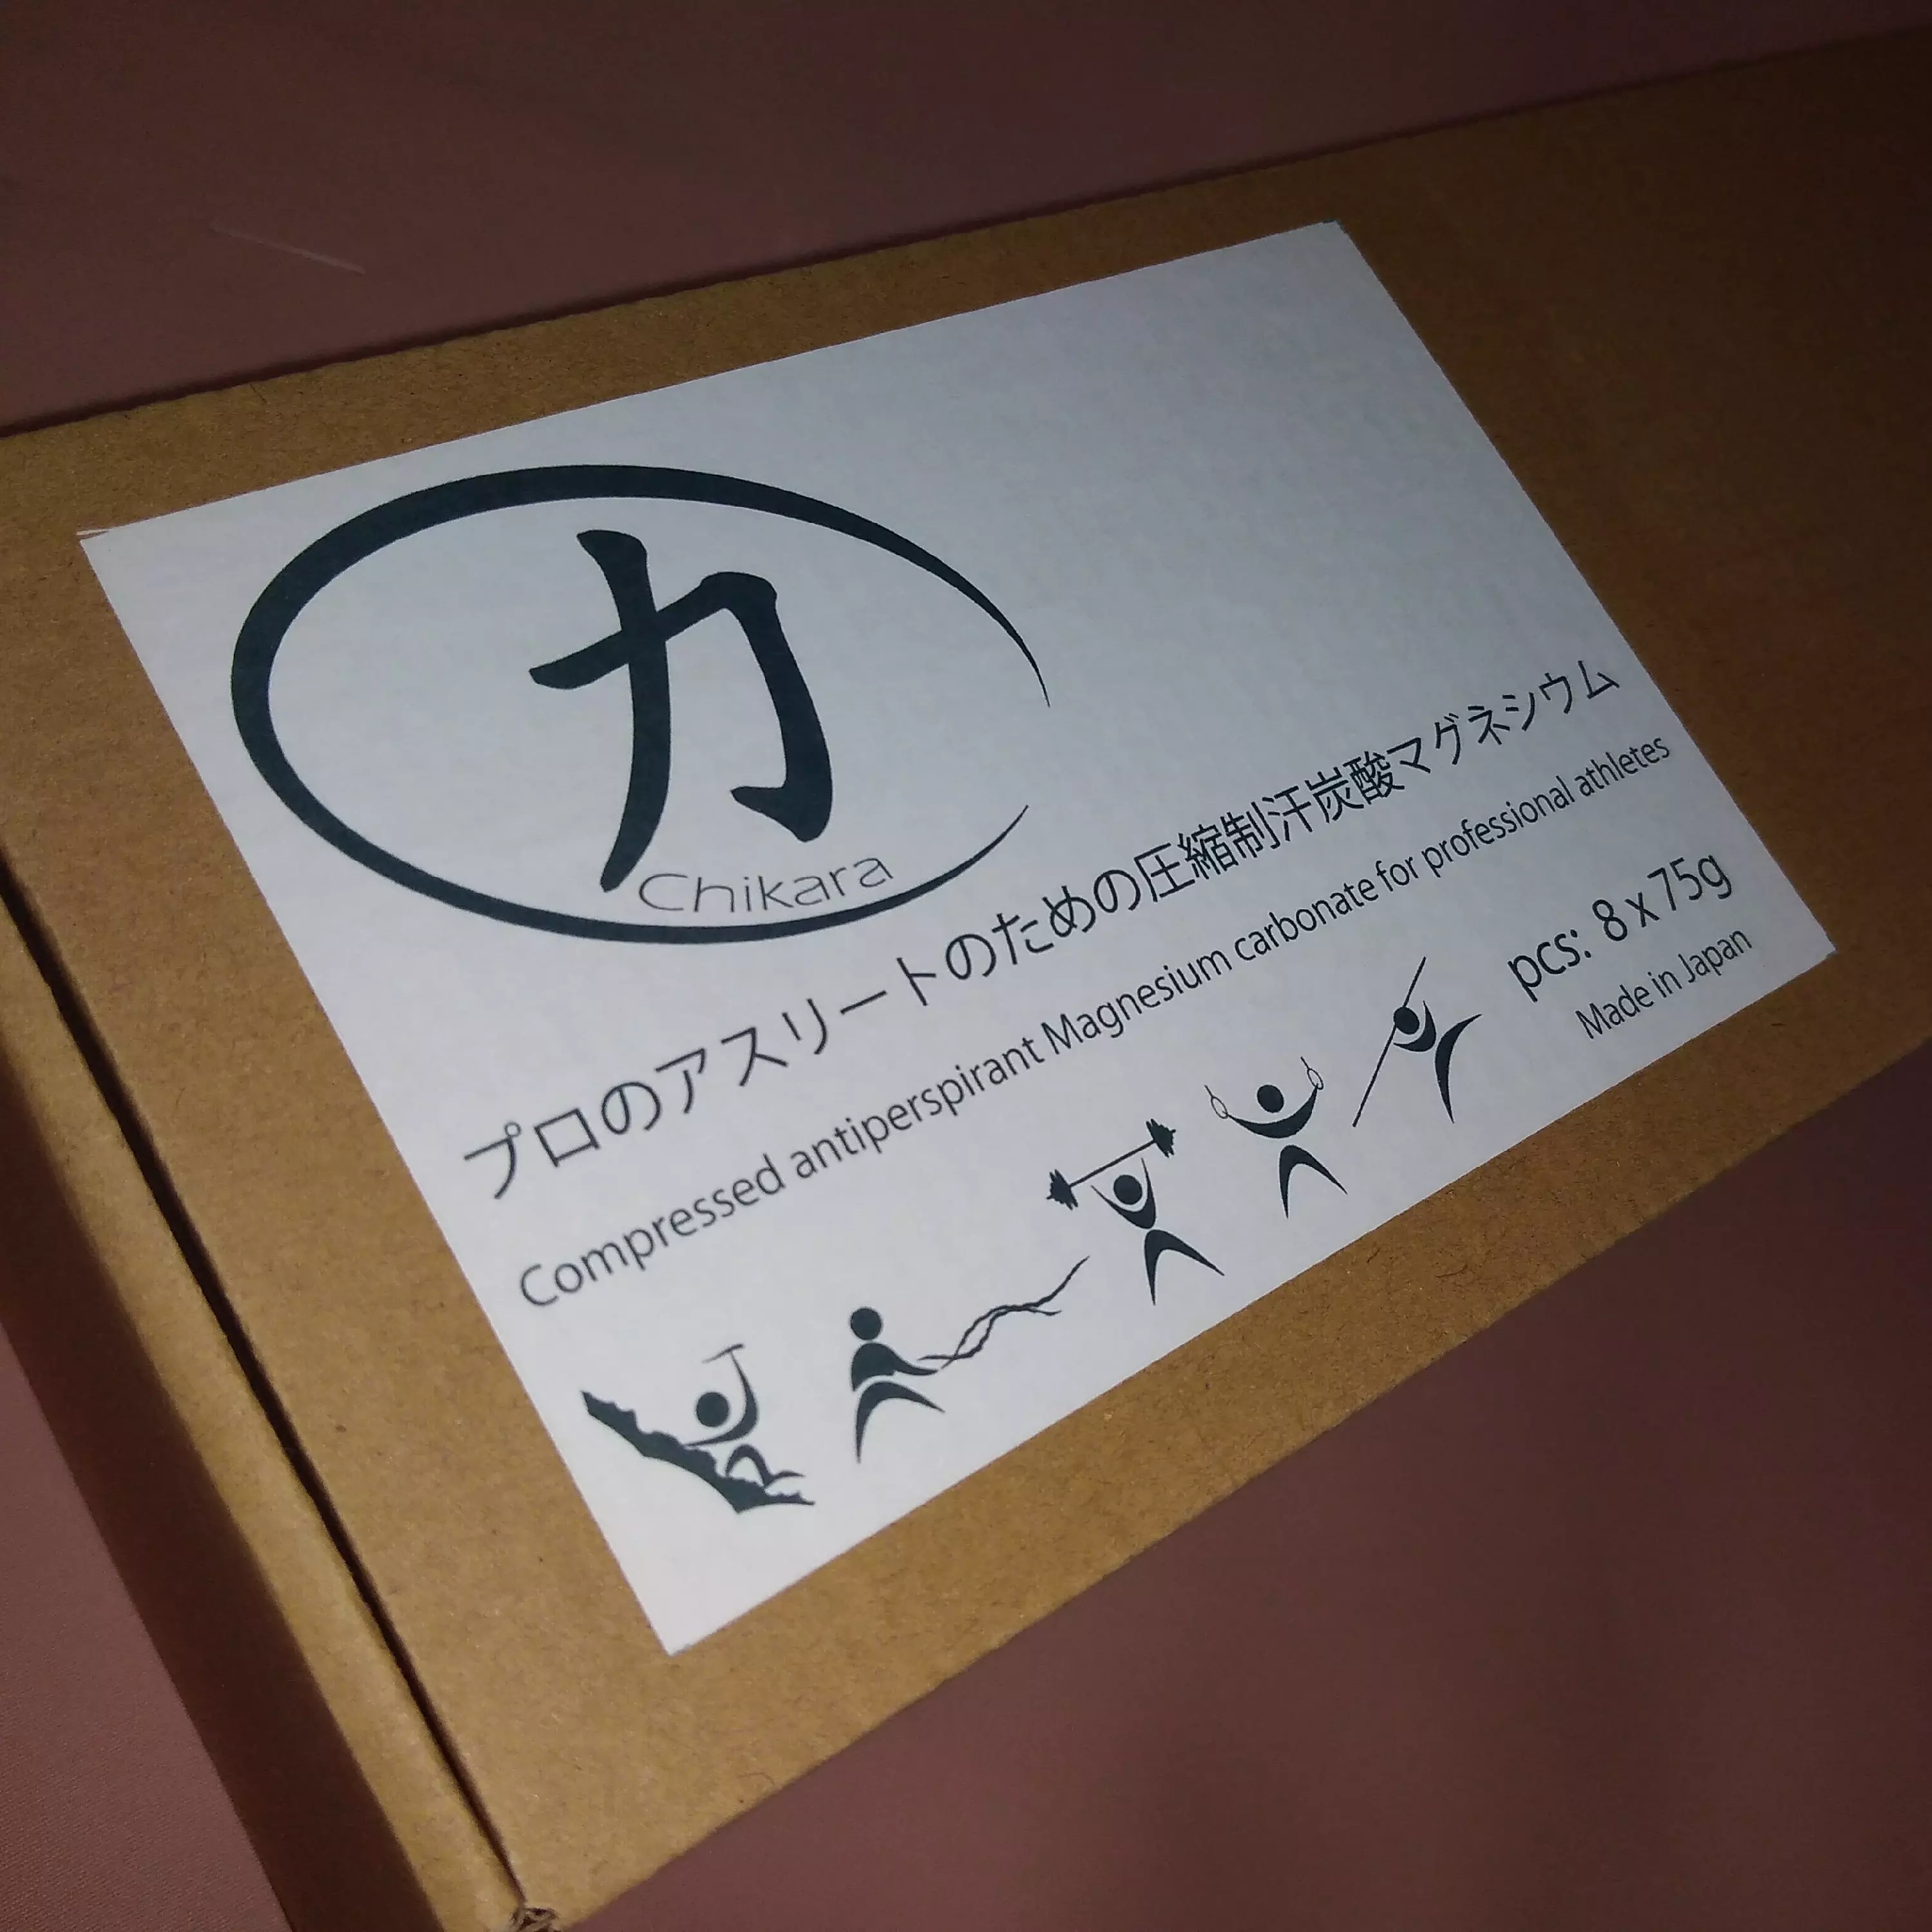 力
Chikara
プロのアスリートのための圧縮制汗炭酸マグネシウム
Compressed antiperspirant Magnesium carbonate for professional athletes
pcs: 8 x 75g
Made in Japan